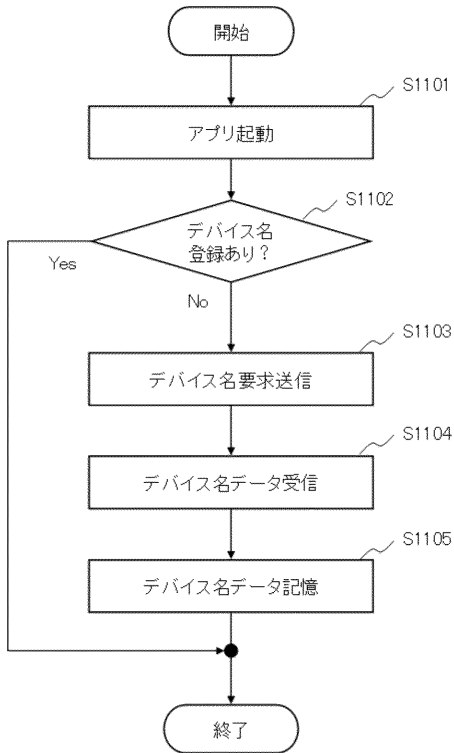 開始
S1101
アプリ起動
S1102
デバイス名
登録あり？
Yes
No
S1103
デバイス名要求送信
S1104
デバイス名データ受信
S1105
デバイス名データ記憶
終了